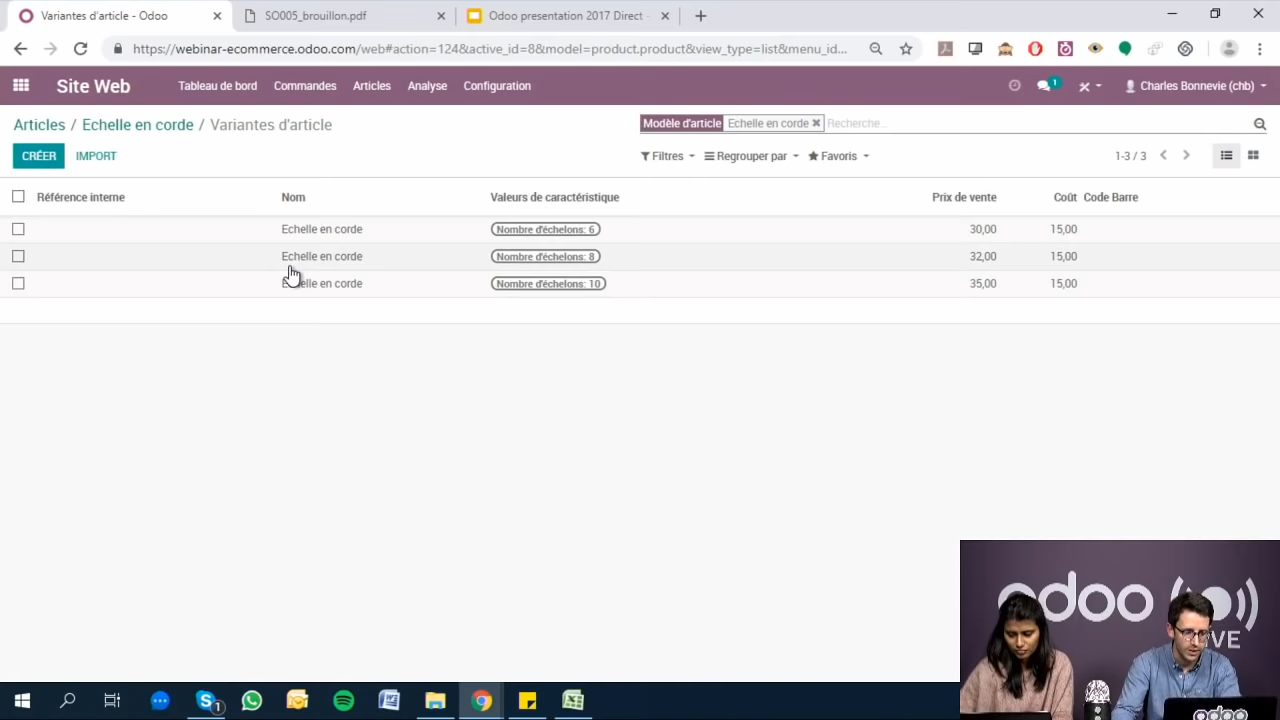 Variantes d'article - Odoo
SO005_brouillon.pdf
Odoo presentation 2017 Direct -
https://webinar-ecommerce.odoo.com/web#action=124&active_id=8&model=product.product&view_type=list&menu_id...
Site Web
Tableau de bord
Commandes
Articles
Analyse
Configuration
1
Charles Bonnevie (chb)
Articles / Echelle en corde / Variantes d'article
Modèle d'article Echelle en corde Recherche...
CRÉER
IMPORT
Filtres
Regrouper par
Favoris
1-3 / 3
Référence interne Nom Valeurs de caractéristique Prix de vente Coût Code Barre
Echelle en corde Nombre d'échelons: 6 30,00 15,00
Echelle en corde Nombre d'échelons: 8 32,00 15,00
Echelle en corde Nombre d'échelons: 10 35,00 15,00
odoo
odoo
1